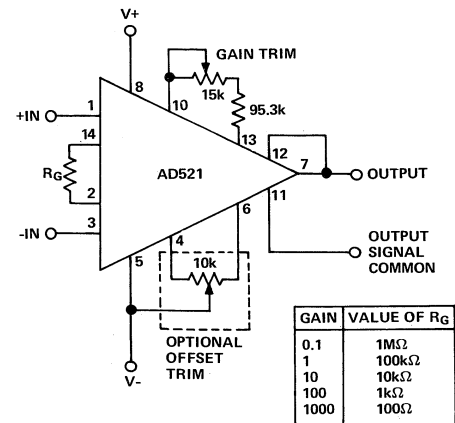 V+
GAIN TRIM
8
10
15k
95.3k
+IN
1
14
13
12
7
AD521
OUTPUT
RG
2
11
6
-IN
3
4
5
10k
OUTPUT
SIGNAL
COMMON
OPTIONAL
OFFSET
TRIM
V-
GAIN VALUE OF RG
0.1 1MΩ
1 100kΩ
10 10kΩ
100 1kΩ
1000 100Ω